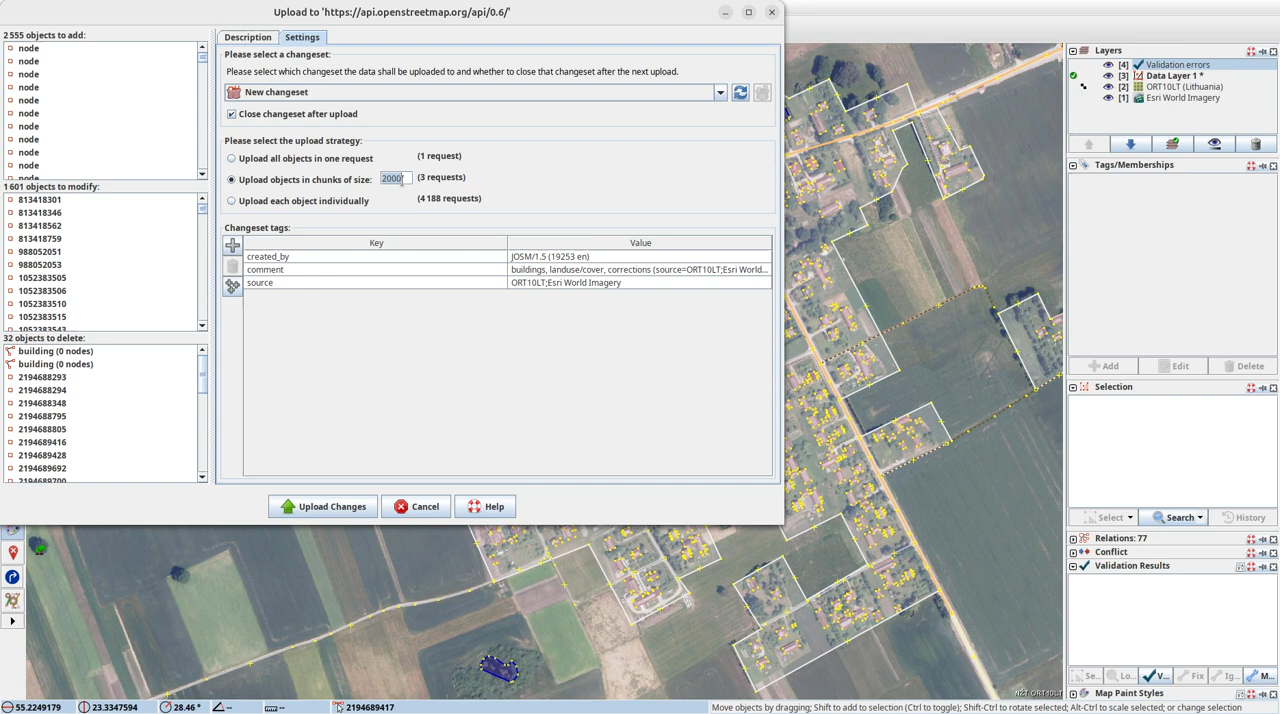 Upload to 'https://api.openstreetmap.org/api/0.6/'
2 555 objects to add:
node
node
node
node
node
node
node
node
node
node
1 601 objects to modify:
813418301
813418346
813418562
813418759
988052051
988052053
1052383505
1052383506
1052383510
1052383515
1052383543
32 objects to delete:
building (0 nodes)
building (0 nodes)
2194688293
2194688294
2194688348
2194688795
2194688805
2194689416
2194689428
2194689692
2194689700
Description
Settings
Please select a changeset:
Please select which changeset the data shall be uploaded to and whether to close that changeset after the next upload.
New changeset
Close changeset after upload
Please select the upload strategy:
Upload all objects in one request (1 request)
Upload objects in chunks of size: 2000 (3 requests)
Upload each object individually (4 188 requests)
Changeset tags:
Key Value
created_by JOSM/1.5 (19253 en)
comment buildings, landuse/cover, corrections (source=ORT10LT;Esri World...
source ORT10LT;Esri World Imagery
Upload Changes
Cancel
Help
Layers
[4] Validation errors
[3] Data Layer 1 *
[2] ORT10LT (Lithuania)
[1] Esri World Imagery
Tags/Memberships
Add
Edit
Delete
Selection
Select
Search
History
Relations: 77
Conflict
Validation Results
Se...
Lo...
V...
Fix
Ig...
M...
Map Paint Styles
NŽT ORT10LT
55.2249179
23.3347594
28.46 °
--
--
2194689417
Move objects by dragging; Shift to add to selection (Ctrl to toggle); Shift-Ctrl to rotate selected; Alt-Ctrl to scale selected; or change selection